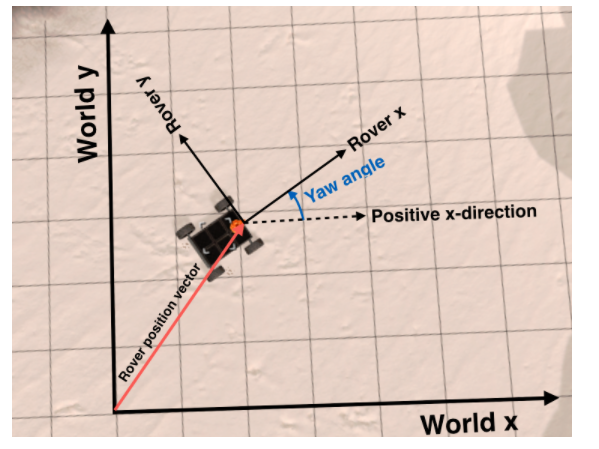 World y
Rover y
Rover x
Yaw angle
Positive x-direction
Rover position vector
World x